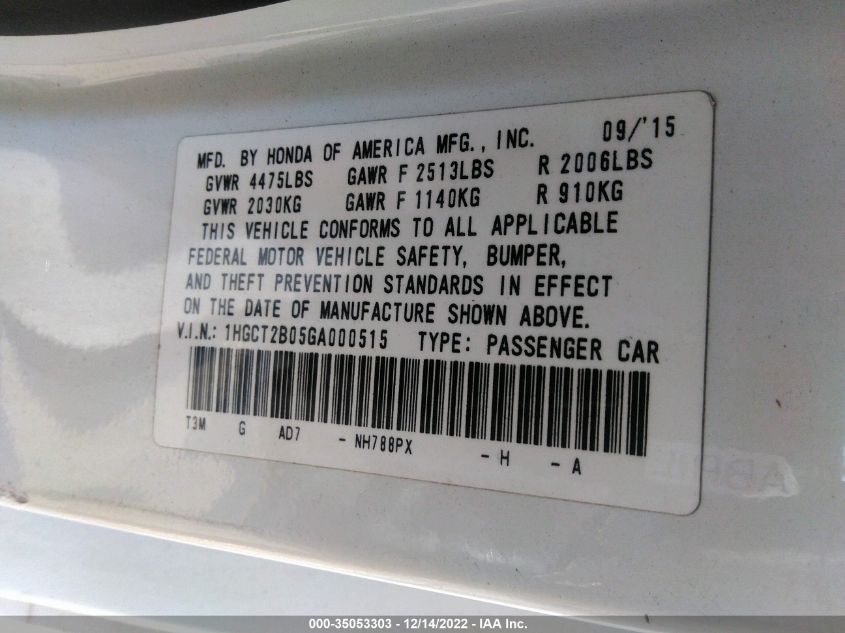 MFD. BY HONDA OF AMERICA MFG., INC. 09/'15
GVWR 4475LBS GAWR F 2513LBS R 2006LBS
GVWR 2030KG GAWR F 1140KG R 910KG
THIS VEHICLE CONFORMS TO ALL APPLICABLE
FEDERAL MOTOR VEHICLE SAFETY, BUMPER,
AND THEFT PREVENTION STANDARDS IN EFFECT
ON THE DATE OF MANUFACTURE SHOWN ABOVE.
V.I.N.: 1HGCT2B05GA000515 TYPE: PASSENGER CAR
T3M G AD7 - NH788PX - H - A
000-35053303 - 12/14/2022 - IAA Inc.